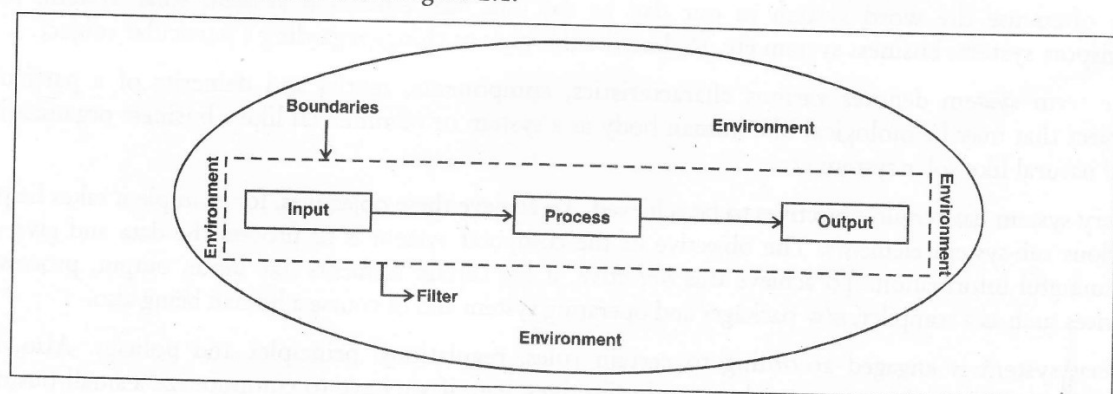 Boundaries
Environment
Environment
Environment
Input
Process
Output
Filter
Environment